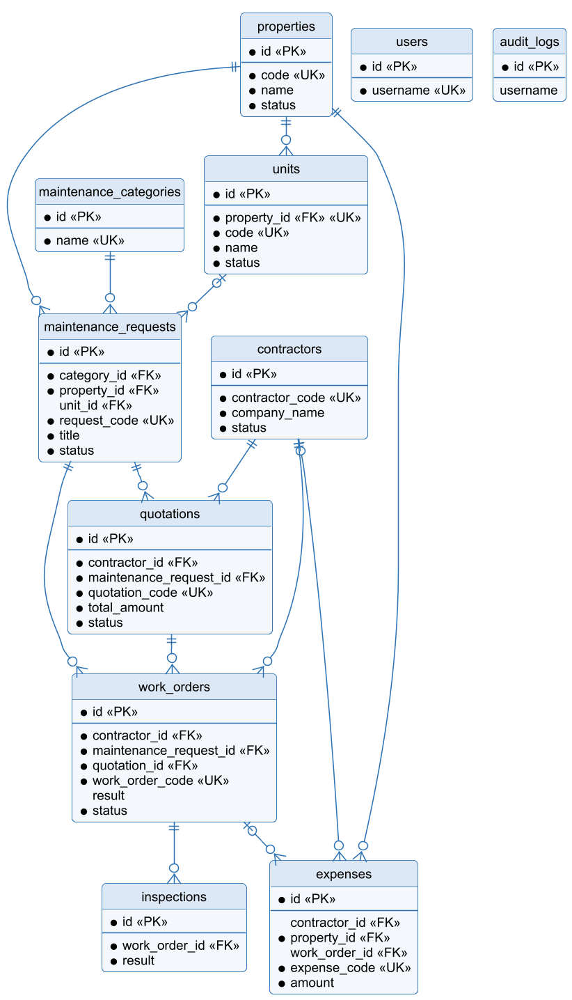 properties
● id «PK»
● code «UK»
● name
● status
users
● id «PK»
● username «UK»
audit_logs
● id «PK»
username
units
● id «PK»
● property_id «FK» «UK»
● code «UK»
● name
● status
maintenance_categories
● id «PK»
● name «UK»
maintenance_requests
● id «PK»
● category_id «FK»
● property_id «FK»
unit_id «FK»
● request_code «UK»
● title
● status
contractors
● id «PK»
● contractor_code «UK»
● company_name
● status
quotations
● id «PK»
● contractor_id «FK»
● maintenance_request_id «FK»
● quotation_code «UK»
● total_amount
● status
work_orders
● id «PK»
● contractor_id «FK»
● maintenance_request_id «FK»
● quotation_id «FK»
● work_order_code «UK»
result
● status
inspections
● id «PK»
● work_order_id «FK»
● result
expenses
● id «PK»
contractor_id «FK»
● property_id «FK»
work_order_id «FK»
● expense_code «UK»
● amount